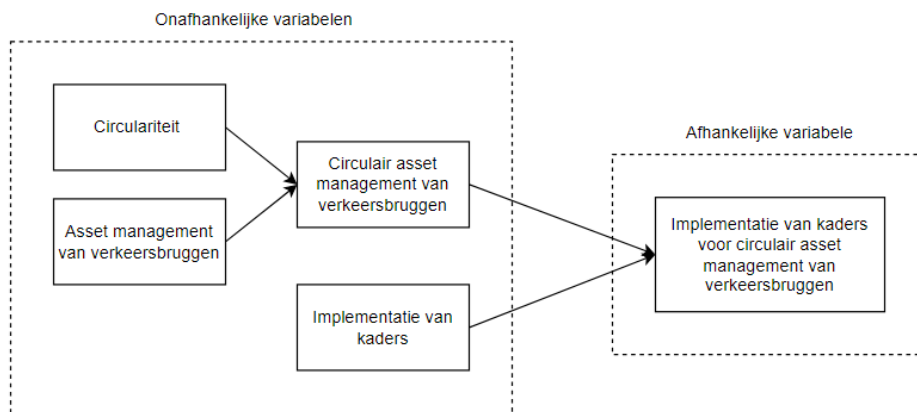 Onafhankelijke variabelen
Circulariteit
Asset management
van verkeersbruggen
Circulair asset
management van
verkeersbruggen
Implementatie van
kaders
Afhankelijke variabele
Implementatie van kaders
voor circulair asset
management van
verkeersbruggen